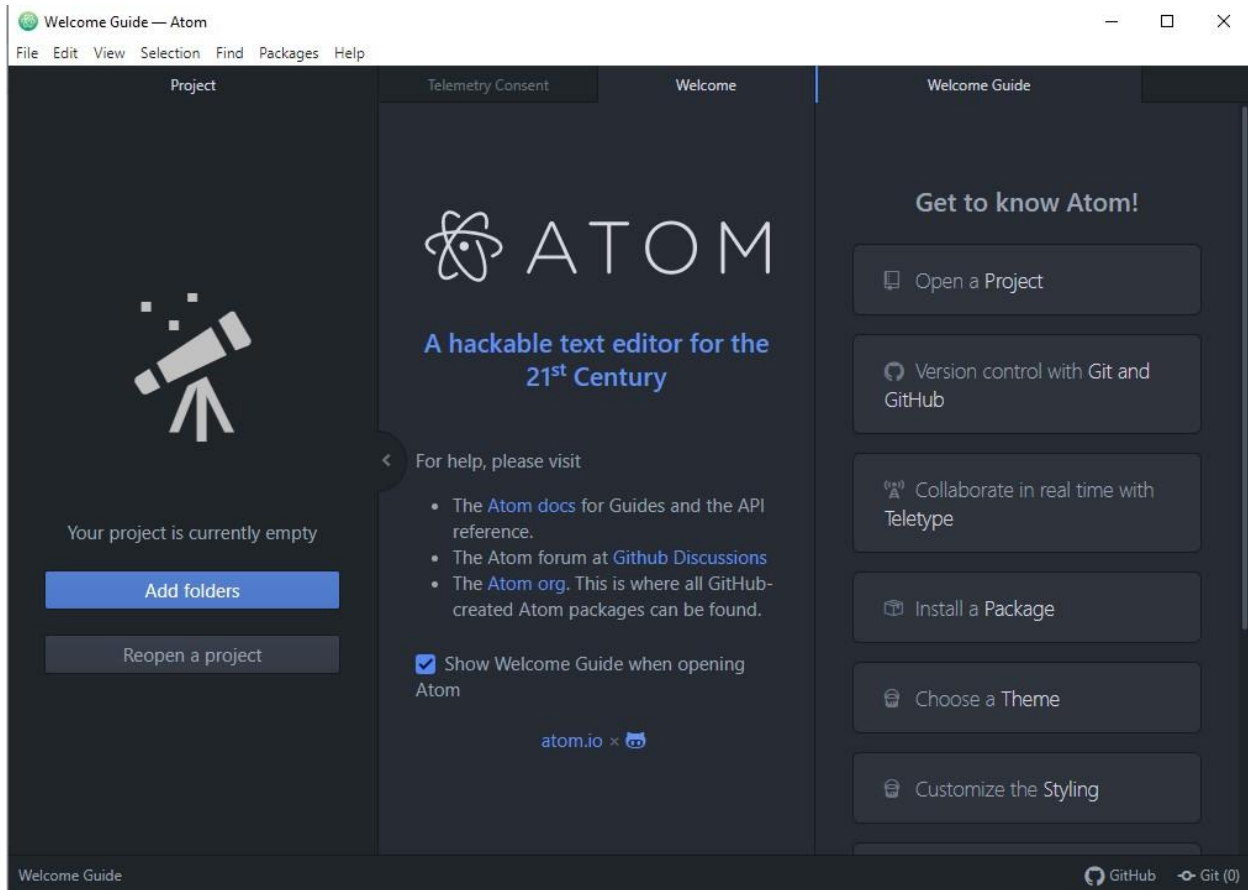 Welcome Guide — Atom
File Edit View Selection Find Packages Help
Project
Telemetry Consent
Welcome
Welcome Guide
Your project is currently empty
Add folders
Reopen a project
ATOM
A hackable text editor for the
21st Century
For help, please visit
• The Atom docs for Guides and the API
reference.
• The Atom forum at Github Discussions
• The Atom org. This is where all GitHub-
created Atom packages can be found.
Show Welcome Guide when opening
Atom
atom.io ×
Get to know Atom!
Open a Project
Version control with Git and
GitHub
Collaborate in real time with
Teletype
Install a Package
Choose a Theme
Customize the Styling
Welcome Guide
GitHub
Git (0)